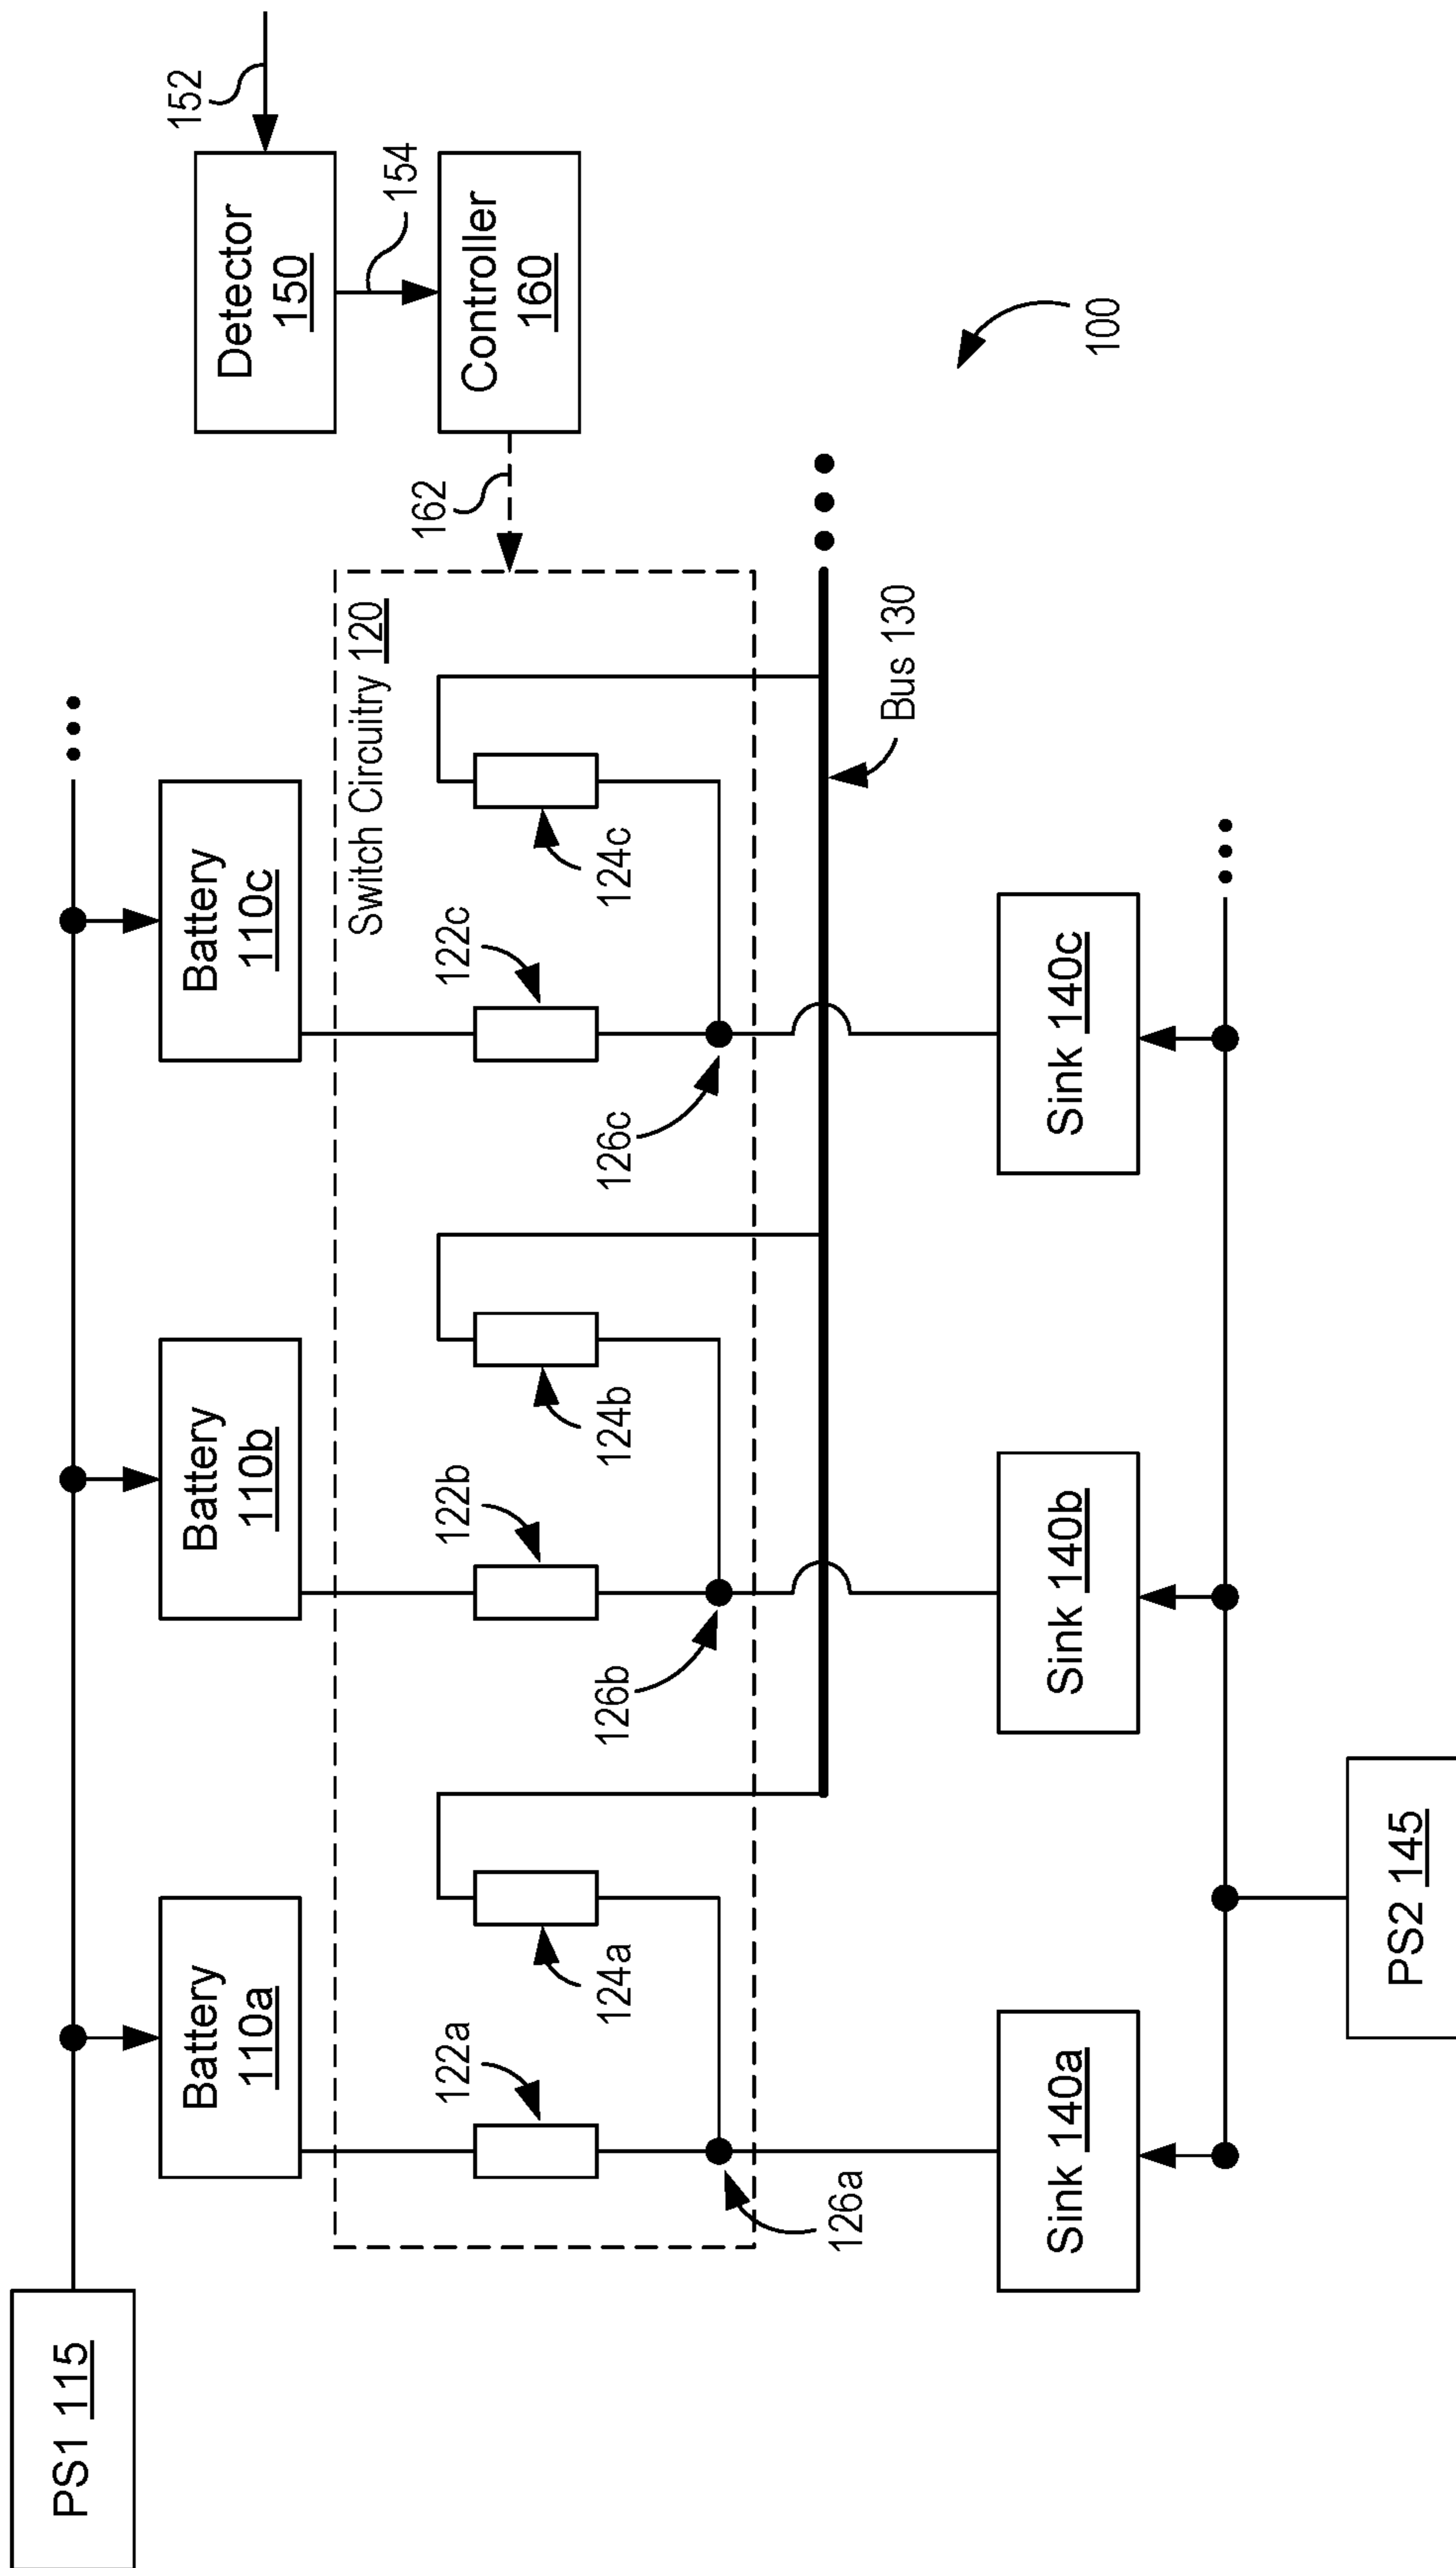 PS1 115
Battery
110a
Battery
110b
Battery
110c
Detector
150
152
154
Controller
160
162
Switch Circuitry 120
122a
124a
122b
124b
122c
124c
126a
126b
126c
Bus 130
100
Sink 140a
Sink 140b
Sink 140c
PS2 145